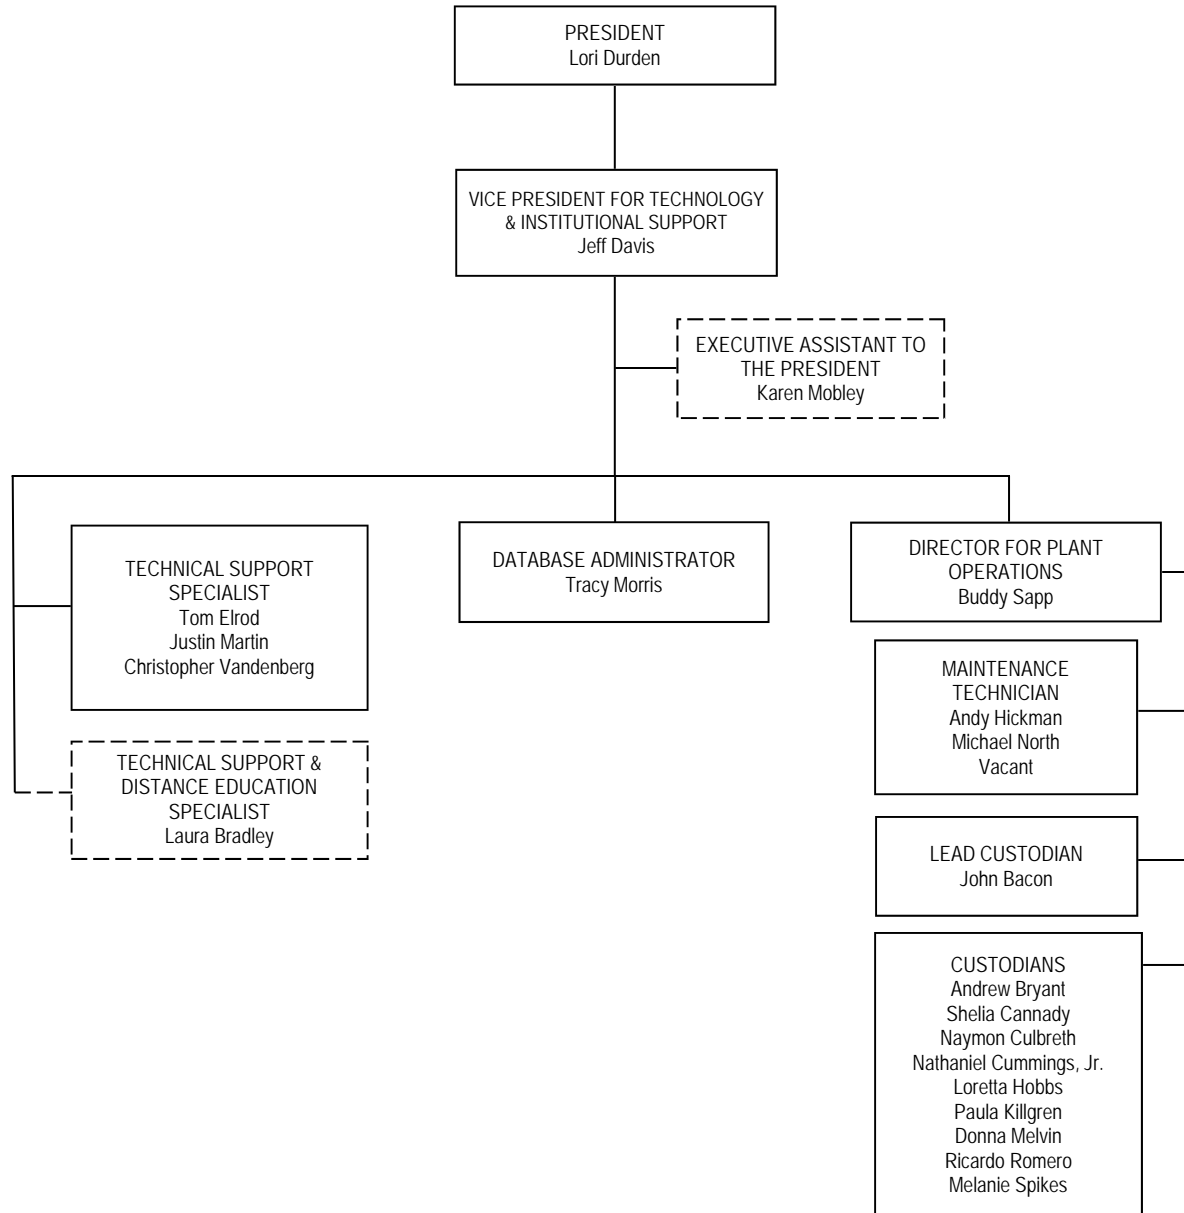 PRESIDENT
Lori Durden
VICE PRESIDENT FOR TECHNOLOGY
& INSTITUTIONAL SUPPORT
Jeff Davis
EXECUTIVE ASSISTANT TO
THE PRESIDENT
Karen Mobley
TECHNICAL SUPPORT
SPECIALIST
Tom Elrod
Justin Martin
Christopher Vandenberg
TECHNICAL SUPPORT &
DISTANCE EDUCATION
SPECIALIST
Laura Bradley
DATABASE ADMINISTRATOR
Tracy Morris
DIRECTOR FOR PLANT
OPERATIONS
Buddy Sapp
MAINTENANCE
TECHNICIAN
Andy Hickman
Michael North
Vacant
LEAD CUSTODIAN
John Bacon
CUSTODIANS
Andrew Bryant
Shelia Cannady
Naymon Culbreth
Nathaniel Cummings, Jr.
Loretta Hobbs
Paula Killgren
Donna Melvin
Ricardo Romero
Melanie Spikes